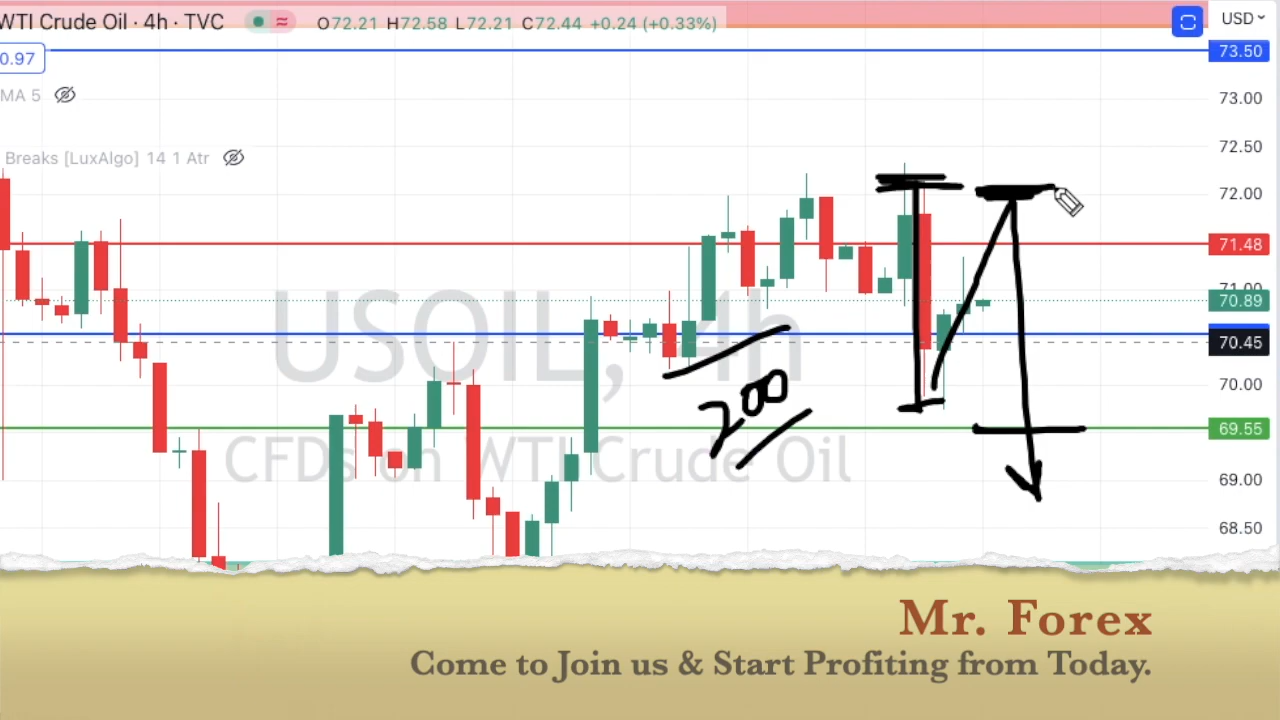 WTI Crude Oil · 4h · TVC O72.21 H72.58 L72.21 C72.44 +0.24 (+0.33%) USD
73.50
0.97
MA 5
73.00
Breaks [LuxAlgo] 14 1 Atr
72.50
72.00
71.48
71.00
70.89
70.45
USOIL, 4h
70.00
200
69.55
CFDs on WTI Crude Oil
69.00
68.50
Mr. Forex
Come to Join us & Start Profiting from Today.